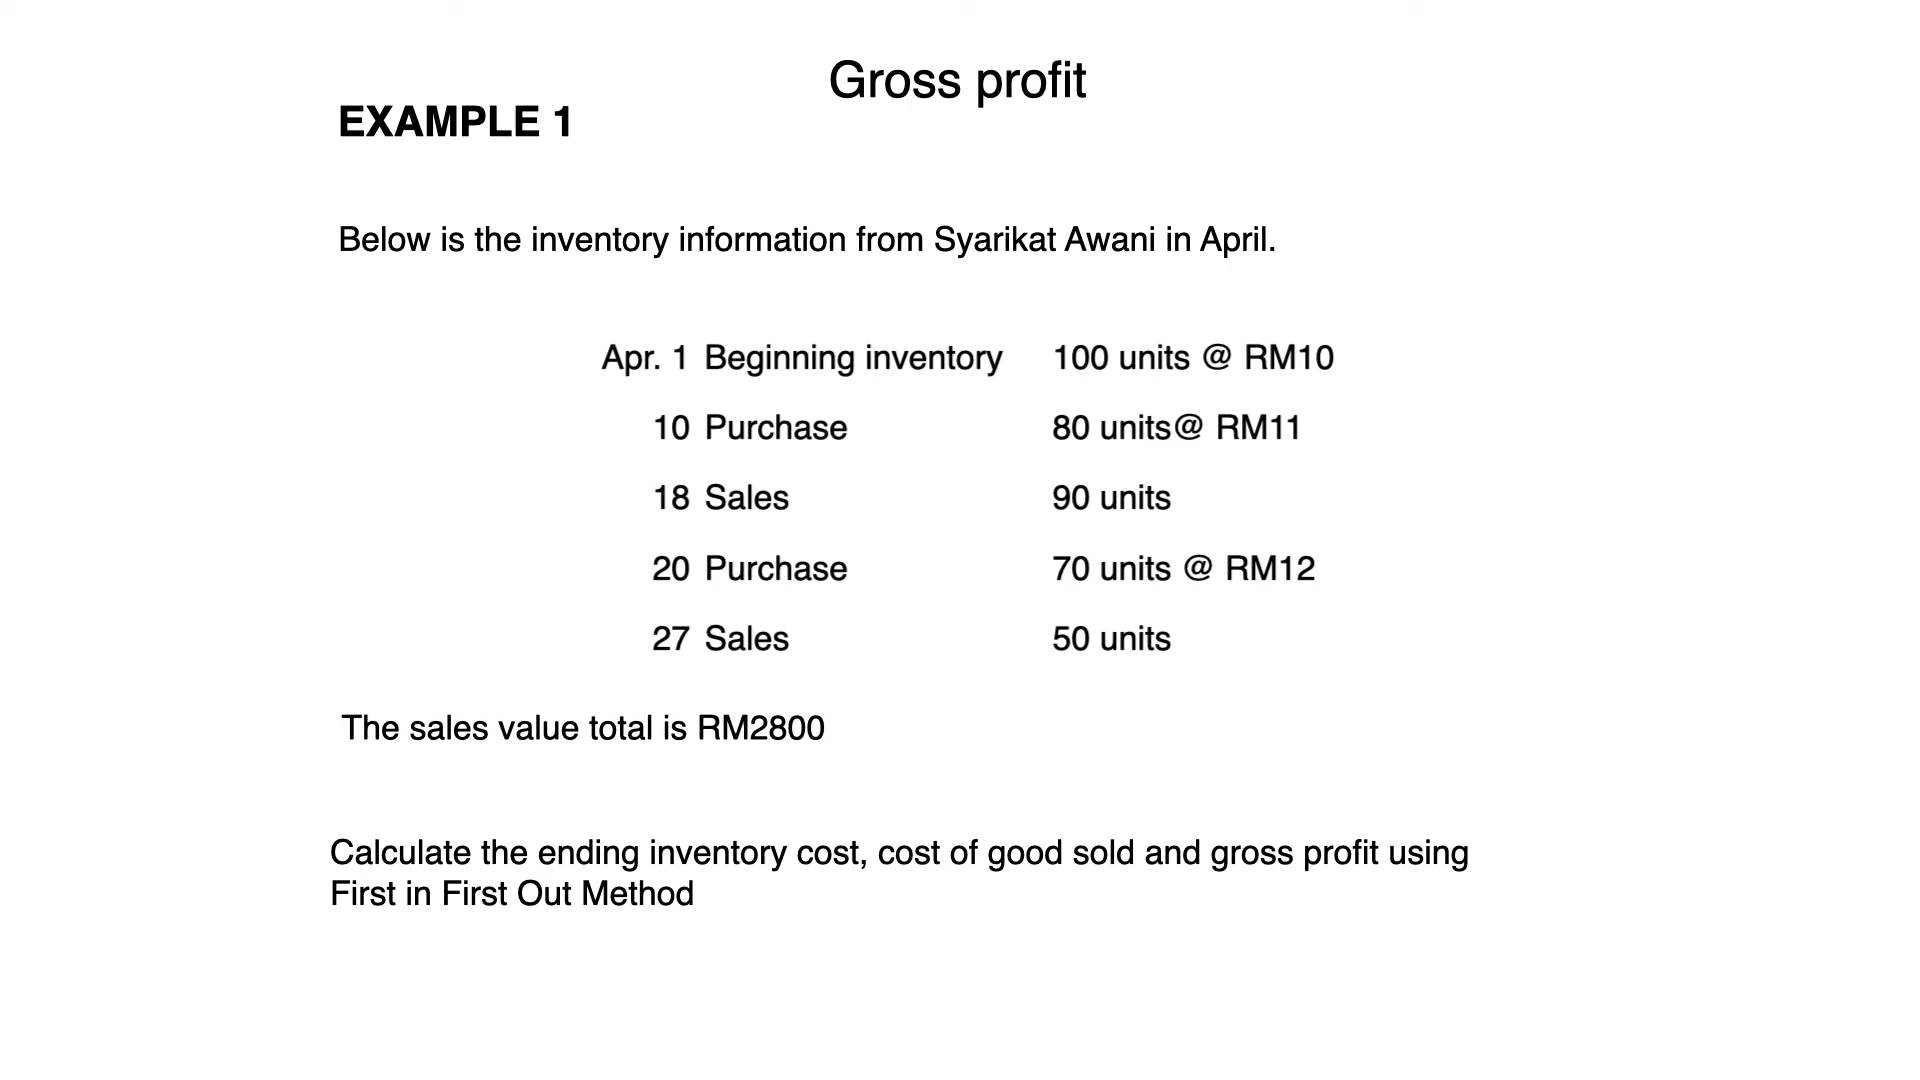 Gross profit
EXAMPLE 1
Below is the inventory information from Syarikat Awani in April.
Apr. 1 Beginning inventory 100 units @ RM10
10 Purchase 80 units@ RM11
18 Sales 90 units
20 Purchase 70 units @ RM12
27 Sales 50 units
The sales value total is RM2800
Calculate the ending inventory cost, cost of good sold and gross profit using
First in First Out Method